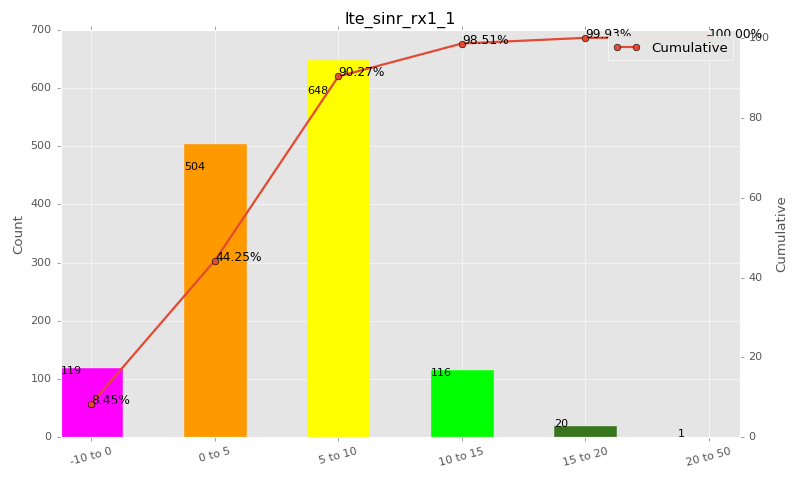 lte_sinr_rx1_1
700
600
500
400
300
200
100
0
Count
100
80
60
40
20
0
Cumulative
Cumulative
119
504
648
116
20
1
8.45%
44.25%
90.27%
98.51%
99.93%
100.00%
-10 to 0
0 to 5
5 to 10
10 to 15
15 to 20
20 to 50